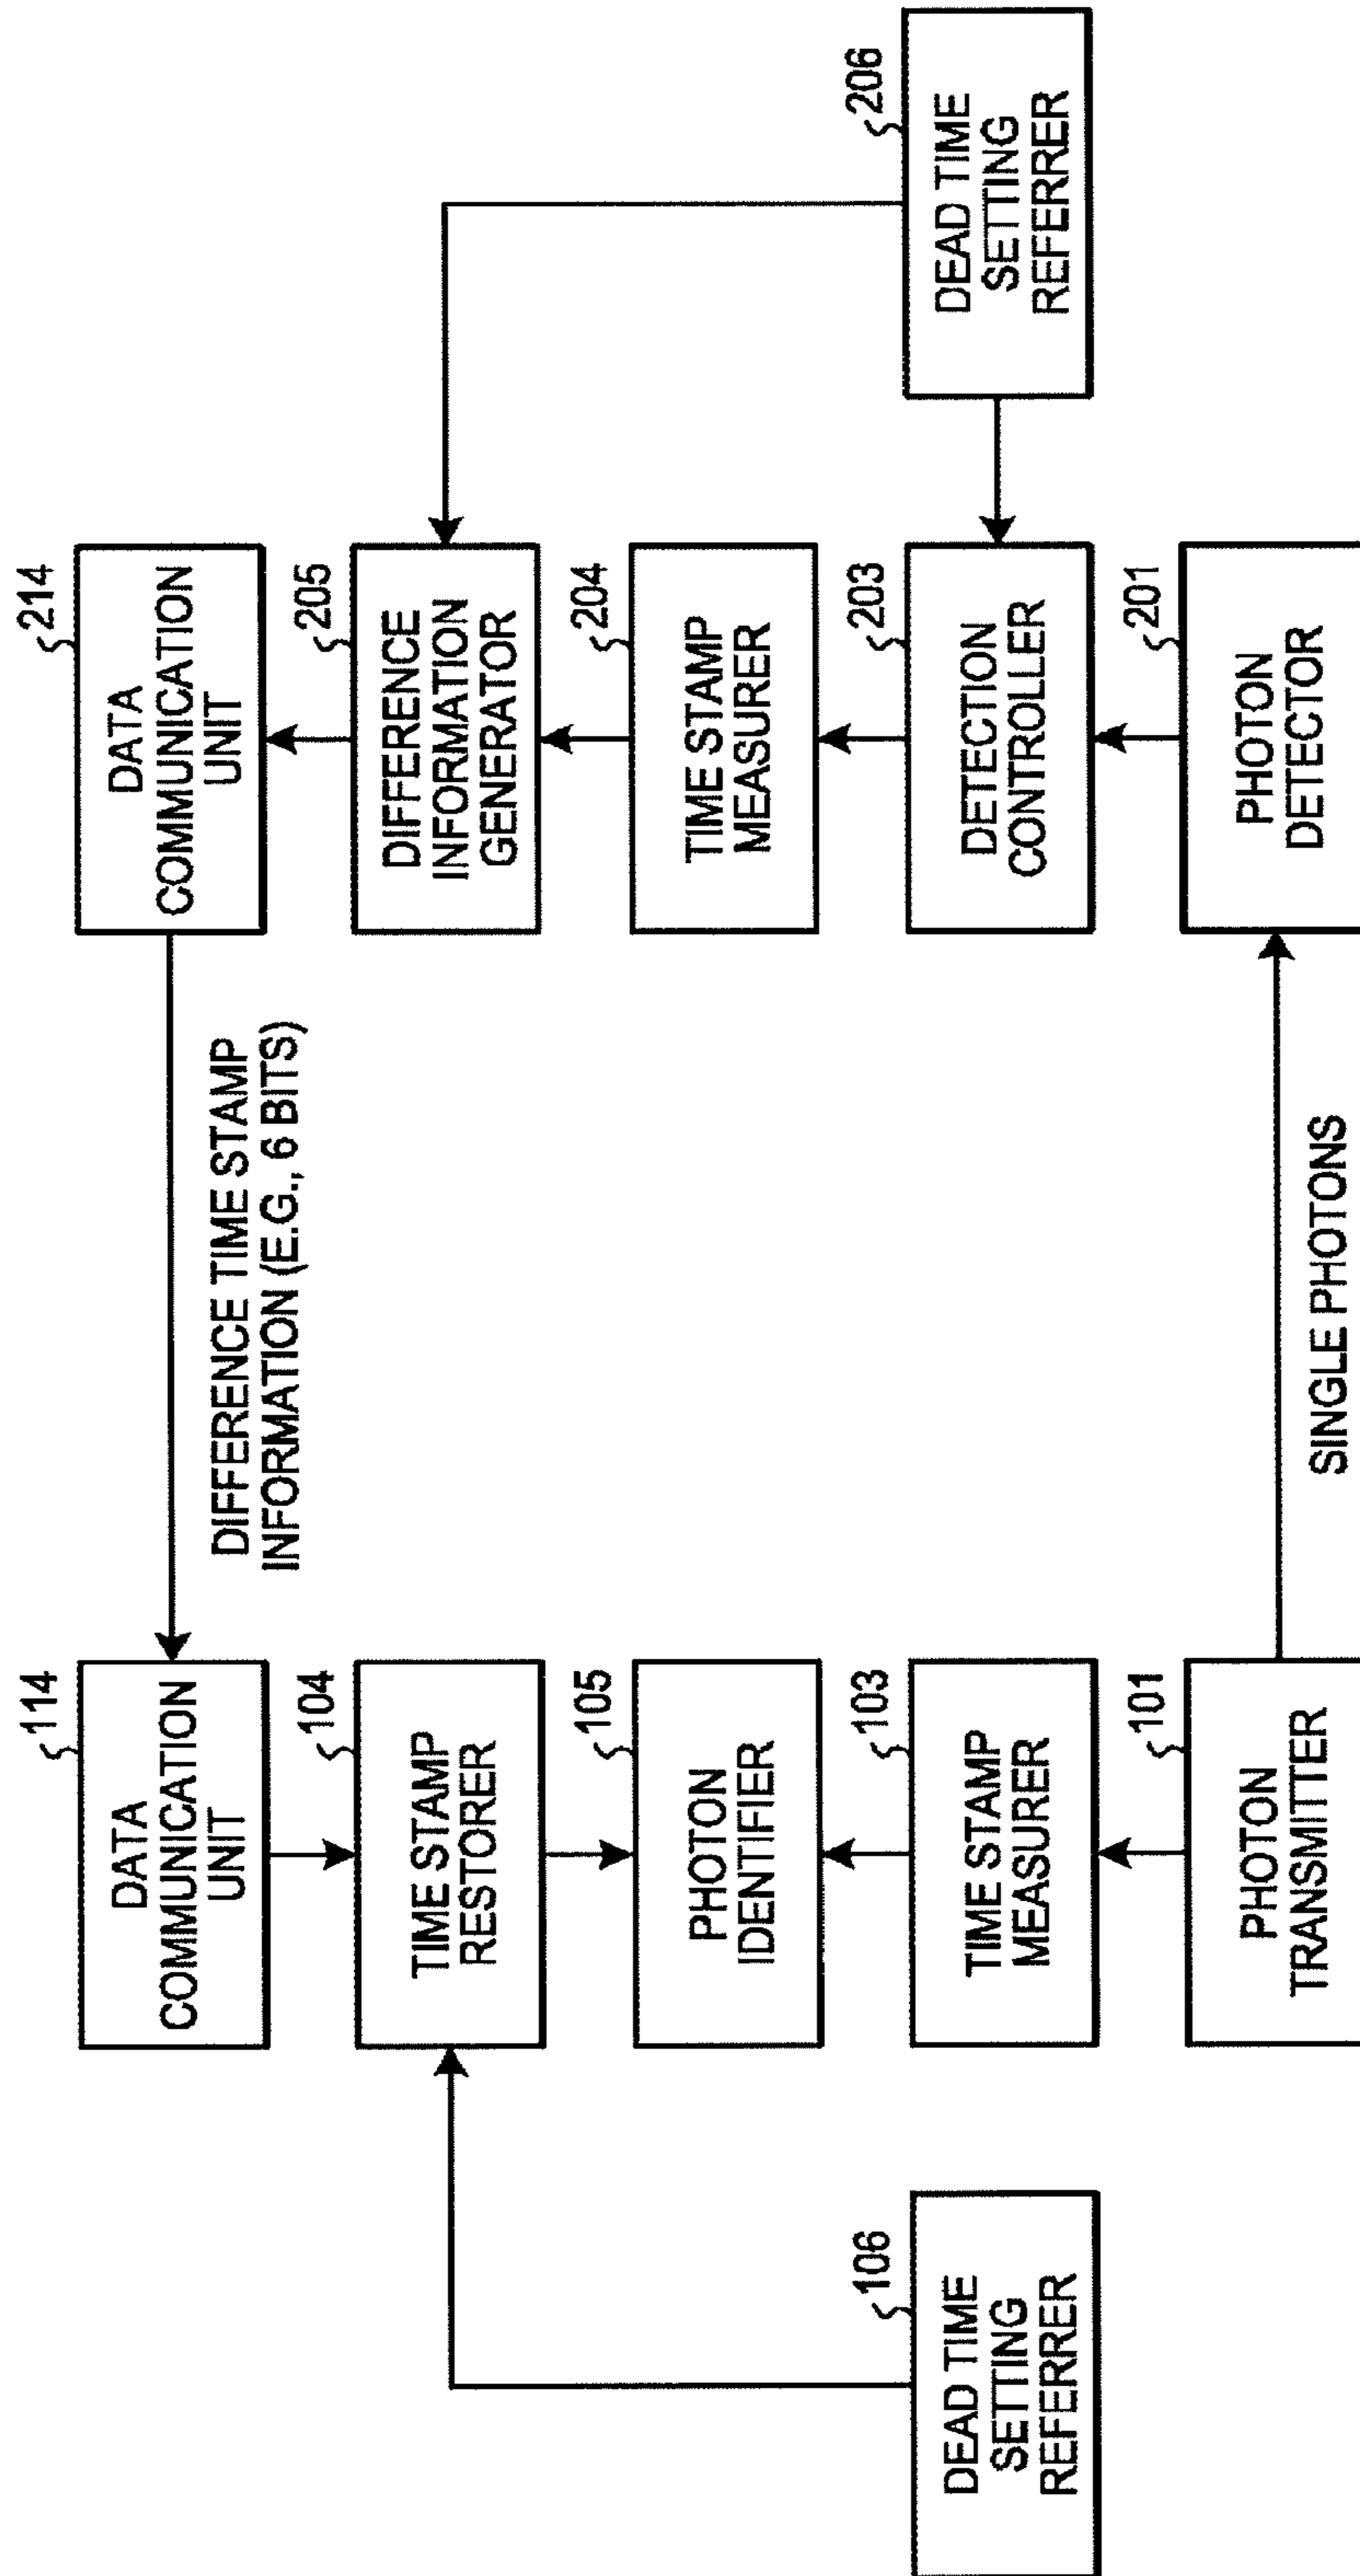 114
DATA
COMMUNICATION
UNIT
DIFFERENCE TIME STAMP
INFORMATION (E.G., 6 BITS)
214
DATA
COMMUNICATION
UNIT
104
TIME STAMP
RESTORER
205
DIFFERENCE
INFORMATION
GENERATOR
105
PHOTON
IDENTIFIER
204
TIME STAMP
MEASURER
106
DEAD TIME
SETTING
REFERRER
103
TIME STAMP
MEASURER
203
DETECTION
CONTROLLER
206
DEAD TIME
SETTING
REFERRER
101
PHOTON
TRANSMITTER
SINGLE PHOTONS
201
PHOTON
DETECTOR